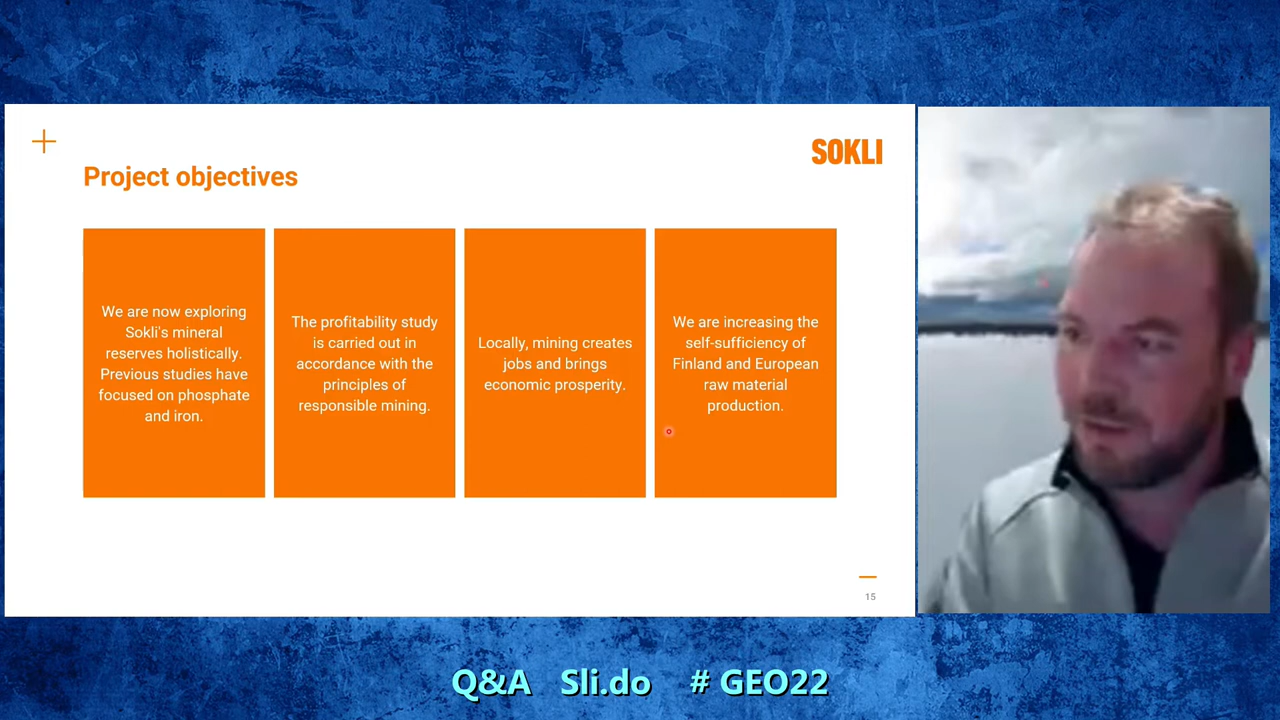 SOKLI
Project objectives
We are now exploring
Sokli's mineral
reserves holistically.
Previous studies have
focused on phosphate
and iron.
The profitability study
is carried out in
accordance with the
principles of
responsible mining.
Locally, mining creates
jobs and brings
economic prosperity.
We are increasing the
self-sufficiency of
Finland and European
raw material
production.
15
Q&A Sli.do # GEO22